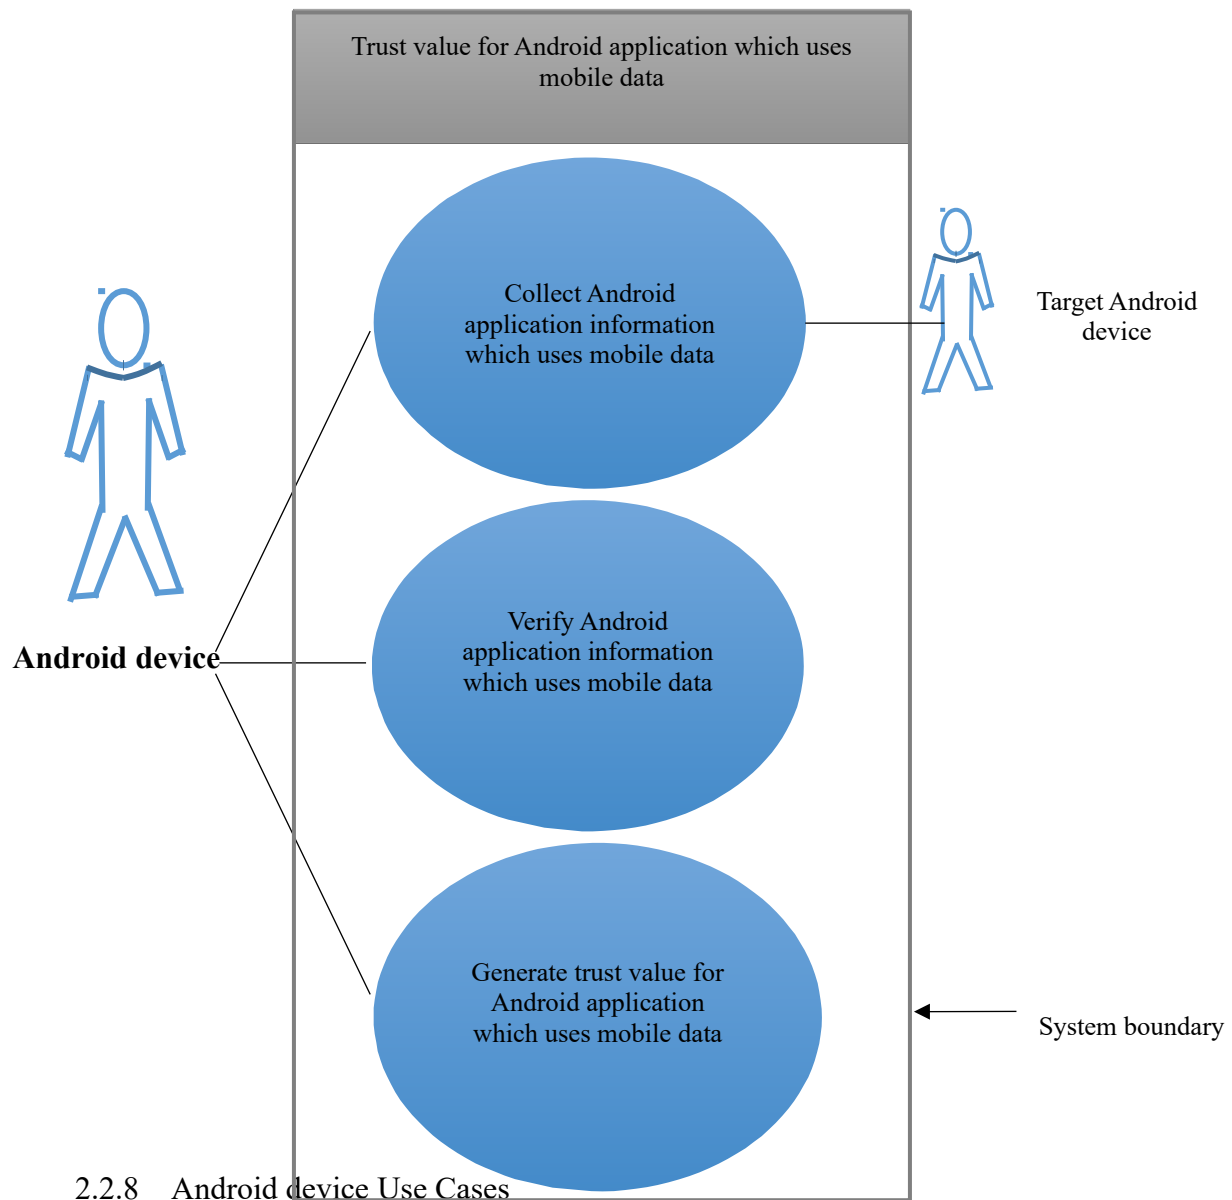 Trust value for Android application which uses
mobile data
Collect Android
application information
which uses mobile data
Target Android
device
Verify Android
application information
which uses mobile data
Android device
Generate trust value for
Android application
which uses mobile data
System boundary
2.2.8 Android device Use Cases